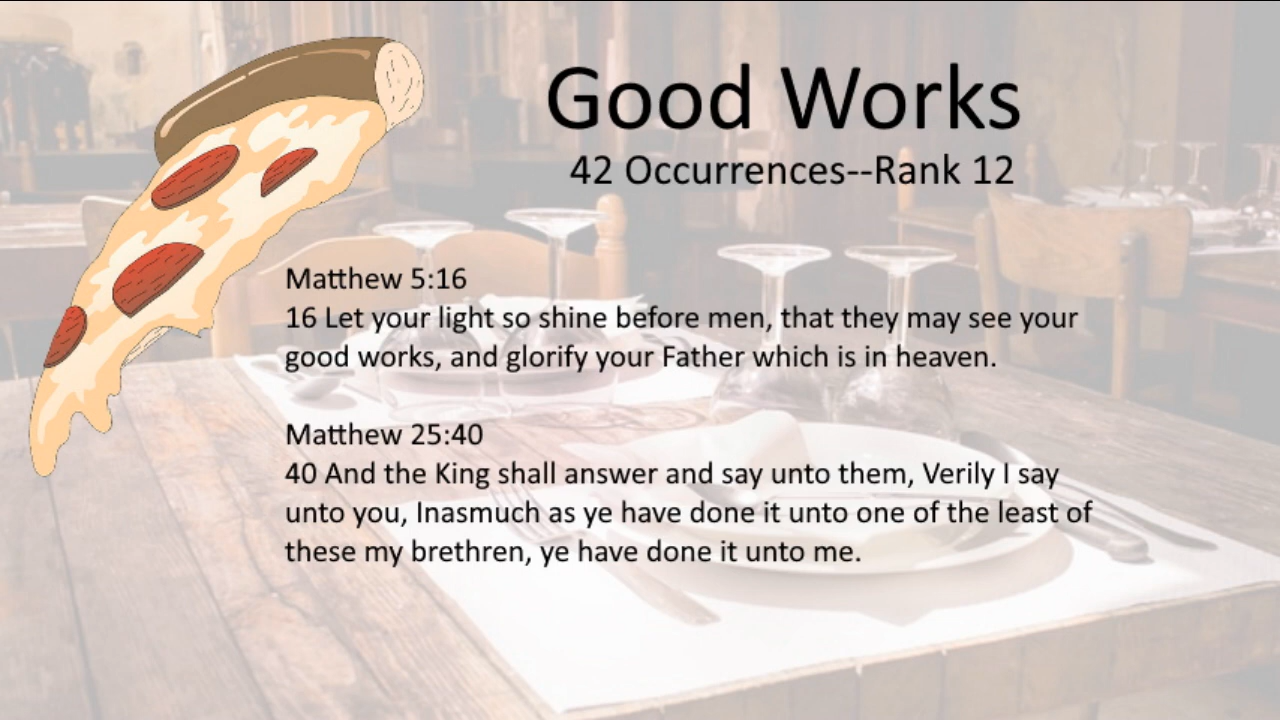 Good Works
42 Occurrences--Rank 12
Matthew 5:16
16 Let your light so shine before men, that they may see your
good works, and glorify your Father which is in heaven.
Matthew 25:40
40 And the King shall answer and say unto them, Verily I say
unto you, Inasmuch as ye have done it unto one of the least of
these my brethren, ye have done it unto me.